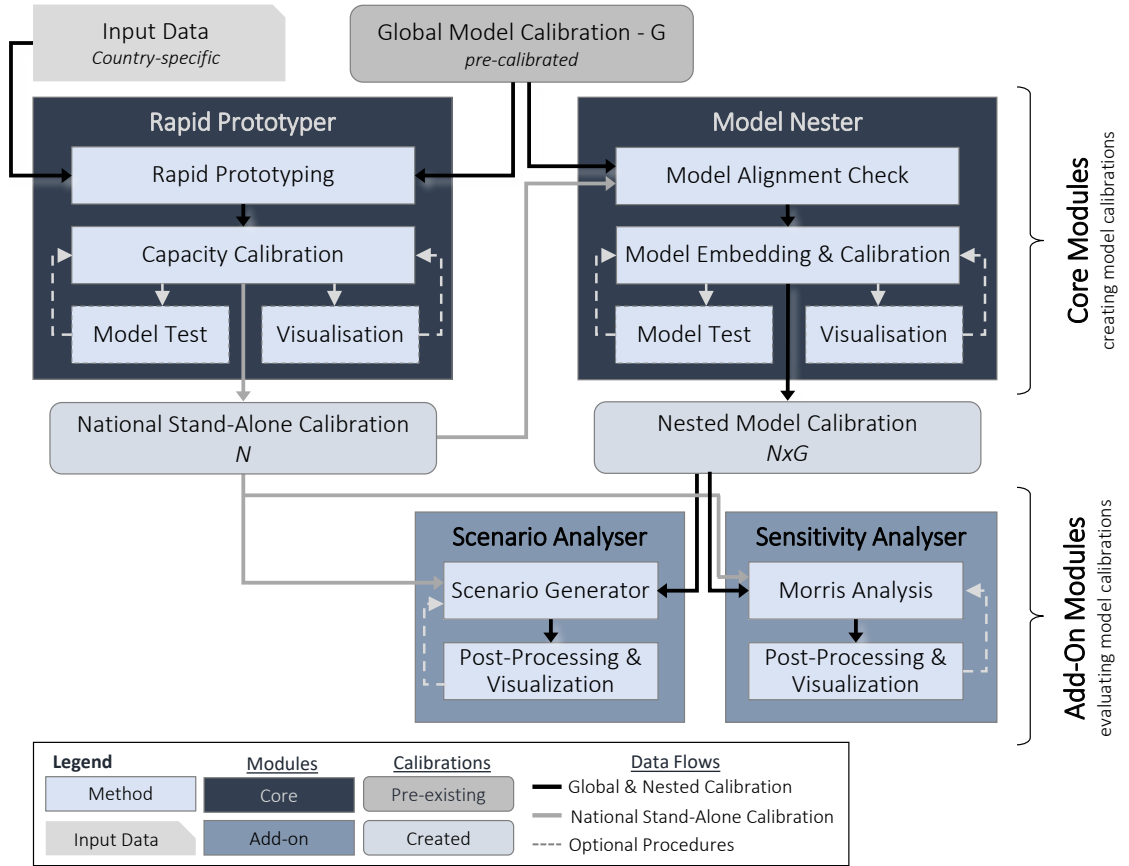 Input Data
Country-specific
Global Model Calibration - G
pre-calibrated
Rapid Prototyper
Rapid Prototyping
Capacity Calibration
Model Test
Visualisation
Model Nester
Model Alignment Check
Model Embedding & Calibration
Model Test
Visualisation
Core Modules
creating model calibrations
National Stand-Alone Calibration
N
Nested Model Calibration
NxG
Scenario Analyser
Scenario Generator
Post-Processing &
Visualization
Sensitivity Analyser
Morris Analysis
Post-Processing &
Visualization
Add-On Modules
evaluating model calibrations
Legend
Method
Input Data
Modules
Core
Add-on
Calibrations
Pre-existing
Created
Data Flows
Global & Nested Calibration
National Stand-Alone Calibration
Optional Procedures